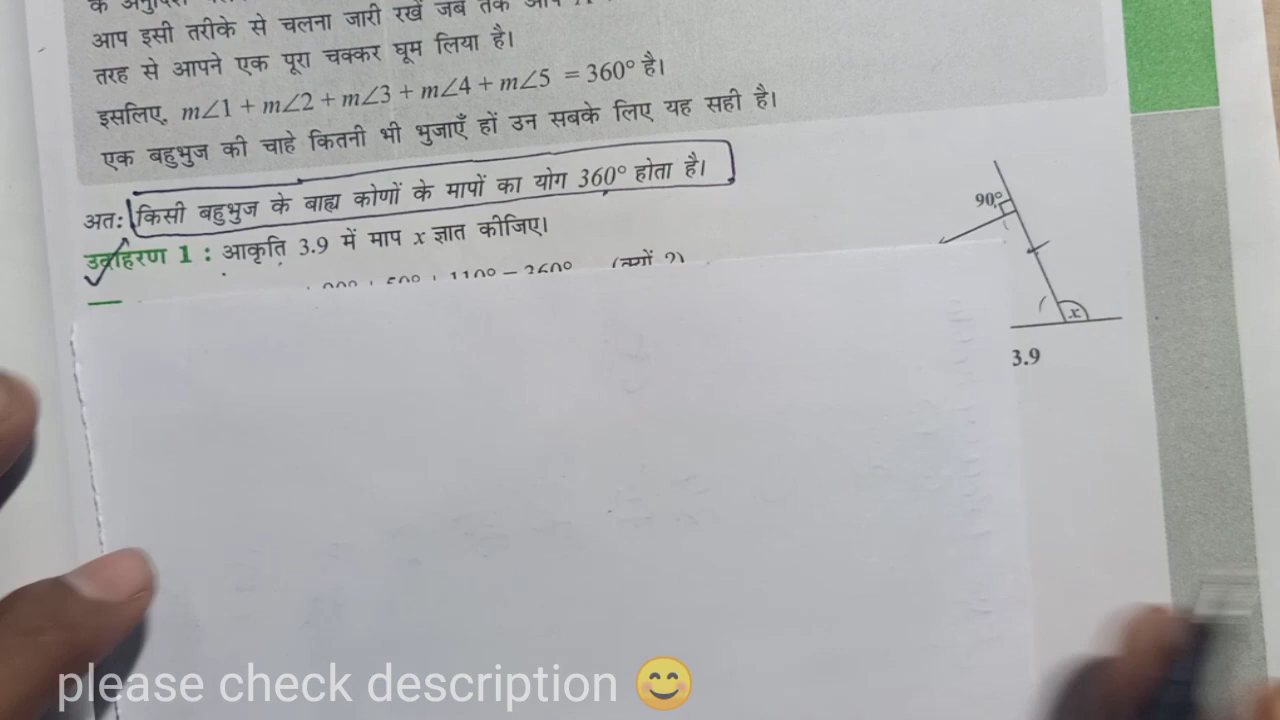 आप इसी तरीके से चलना जारी रखें जब तक आप
तरह से आपने एक पूरा चक्कर घूम लिया है।
इसलिए, m∠1 + m∠2 + m∠3 + m∠4 + m∠5 = 360° है।
एक बहुभुज की चाहे कितनी भी भुजाएँ हों उन सबके लिए यह सही है।
अतः किसी बहुभुज के बाह्य कोणों के मापों का योग 360° होता है।
उदाहरण 1 : आकृति 3.9 में माप x ज्ञात कीजिए।
90°
x
3.9
please check description 😊